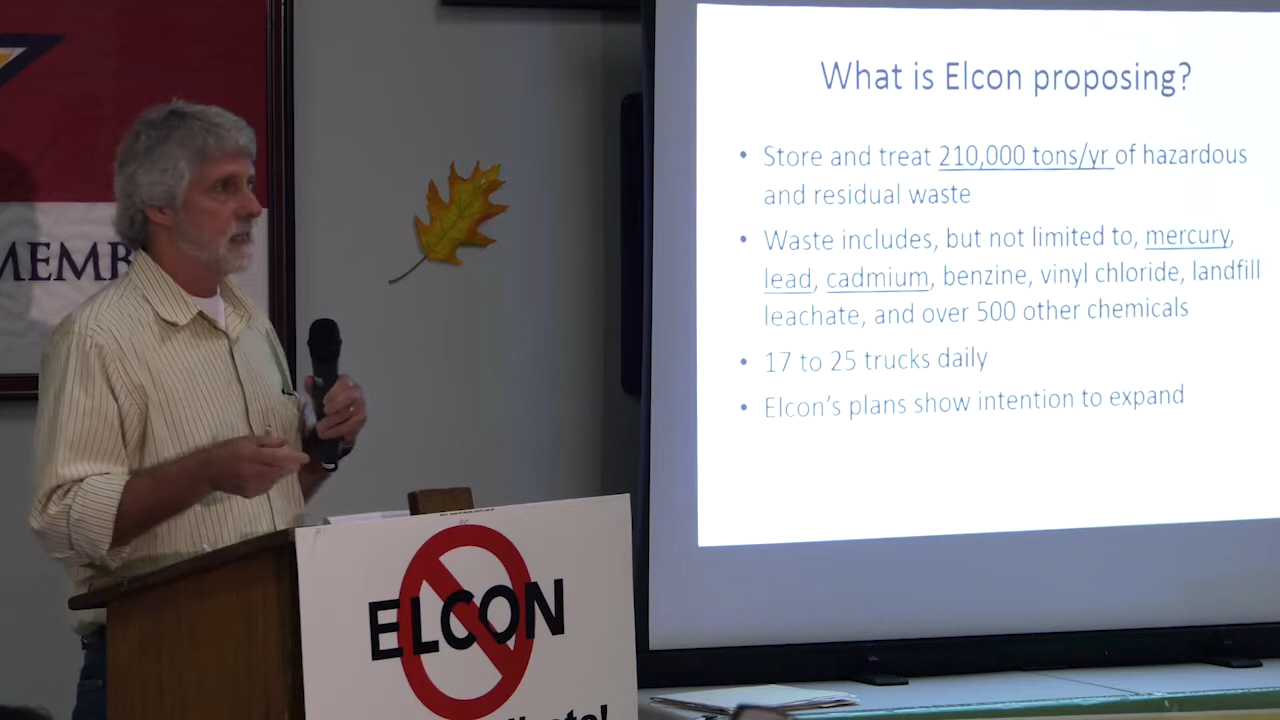 What is Elcon proposing?
• Store and treat 210,000 tons/yr of hazardous
and residual waste
• Waste includes, but not limited to, mercury,
lead, cadmium, benzine, vinyl chloride, landfill
leachate, and over 500 other chemicals
• 17 to 25 trucks daily
• Elcon's plans show intention to expand
MEMB
ELCON